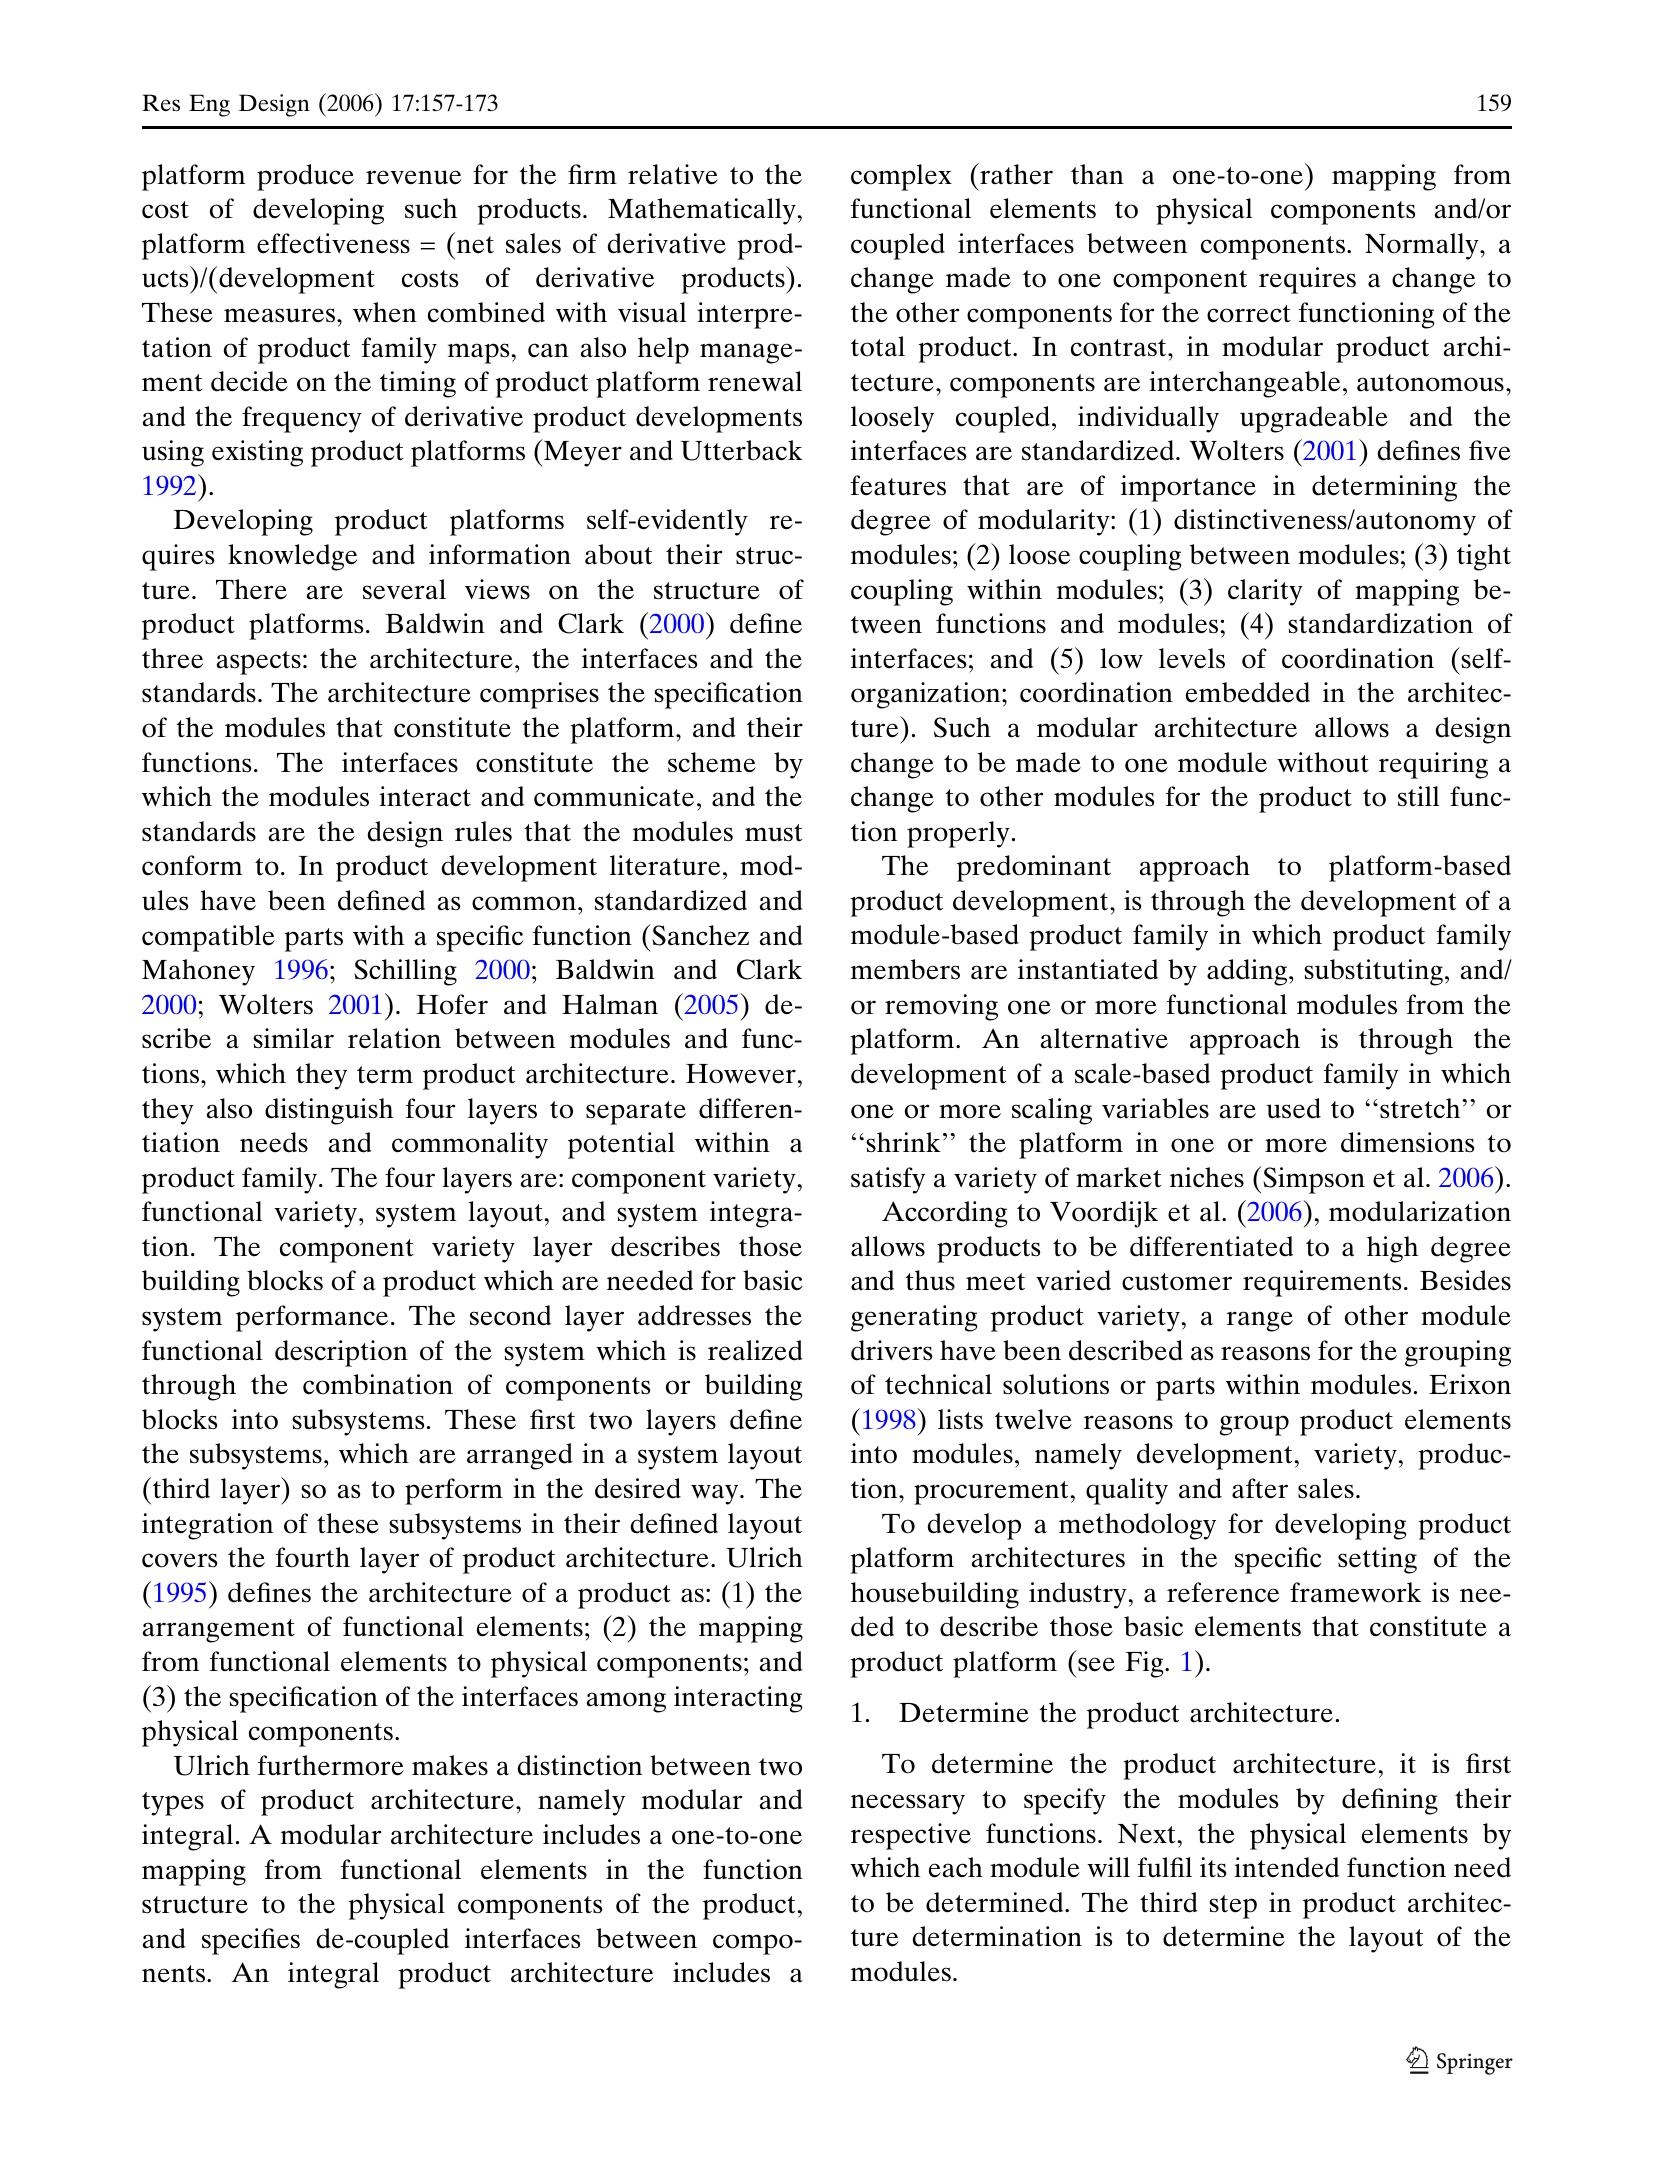 Res Eng Design (2006) 17:157-173
159
platform produce revenue for the firm relative to the
cost of developing such products. Mathematically,
platform effectiveness = (net sales of derivative prod-
ucts)/(development costs of derivative products).
These measures, when combined with visual interpre-
tation of product family maps, can also help manage-
ment decide on the timing of product platform renewal
and the frequency of derivative product developments
using existing product platforms (Meyer and Utterback
1992).
Developing product platforms self-evidently re-
quires knowledge and information about their struc-
ture. There are several views on the structure of
product platforms. Baldwin and Clark (2000) define
three aspects: the architecture, the interfaces and the
standards. The architecture comprises the specification
of the modules that constitute the platform, and their
functions. The interfaces constitute the scheme by
which the modules interact and communicate, and the
standards are the design rules that the modules must
conform to. In product development literature, mod-
ules have been defined as common, standardized and
compatible parts with a specific function (Sanchez and
Mahoney 1996; Schilling 2000; Baldwin and Clark
2000; Wolters 2001). Hofer and Halman (2005) de-
scribe a similar relation between modules and func-
tions, which they term product architecture. However,
they also distinguish four layers to separate differen-
tiation needs and commonality potential within a
product family. The four layers are: component variety,
functional variety, system layout, and system integra-
tion. The component variety layer describes those
building blocks of a product which are needed for basic
system performance. The second layer addresses the
functional description of the system which is realized
through the combination of components or building
blocks into subsystems. These first two layers define
the subsystems, which are arranged in a system layout
(third layer) so as to perform in the desired way. The
integration of these subsystems in their defined layout
covers the fourth layer of product architecture. Ulrich
(1995) defines the architecture of a product as: (1) the
arrangement of functional elements; (2) the mapping
from functional elements to physical components; and
(3) the specification of the interfaces among interacting
physical components.
Ulrich furthermore makes a distinction between two
types of product architecture, namely modular and
integral. A modular architecture includes a one-to-one
mapping from functional elements in the function
structure to the physical components of the product,
and specifies de-coupled interfaces between compo-
nents. An integral product architecture includes a
complex (rather than a one-to-one) mapping from
functional elements to physical components and/or
coupled interfaces between components. Normally, a
change made to one component requires a change to
the other components for the correct functioning of the
total product. In contrast, in modular product archi-
tecture, components are interchangeable, autonomous,
loosely coupled, individually upgradeable and the
interfaces are standardized. Wolters (2001) defines five
features that are of importance in determining the
degree of modularity: (1) distinctiveness/autonomy of
modules; (2) loose coupling between modules; (3) tight
coupling within modules; (3) clarity of mapping be-
tween functions and modules; (4) standardization of
interfaces; and (5) low levels of coordination (self-
organization; coordination embedded in the architec-
ture). Such a modular architecture allows a design
change to be made to one module without requiring a
change to other modules for the product to still func-
tion properly.
The predominant approach to platform-based
product development, is through the development of a
module-based product family in which product family
members are instantiated by adding, substituting, and/
or removing one or more functional modules from the
platform. An alternative approach is through the
development of a scale-based product family in which
one or more scaling variables are used to ‘‘stretch’’ or
‘‘shrink’’ the platform in one or more dimensions to
satisfy a variety of market niches (Simpson et al. 2006).
According to Voordijk et al. (2006), modularization
allows products to be differentiated to a high degree
and thus meet varied customer requirements. Besides
generating product variety, a range of other module
drivers have been described as reasons for the grouping
of technical solutions or parts within modules. Erixon
(1998) lists twelve reasons to group product elements
into modules, namely development, variety, produc-
tion, procurement, quality and after sales.
To develop a methodology for developing product
platform architectures in the specific setting of the
housebuilding industry, a reference framework is nee-
ded to describe those basic elements that constitute a
product platform (see Fig. 1).
1. Determine the product architecture.
To determine the product architecture, it is first
necessary to specify the modules by defining their
respective functions. Next, the physical elements by
which each module will fulfil its intended function need
to be determined. The third step in product architec-
ture determination is to determine the layout of the
modules.
Springer